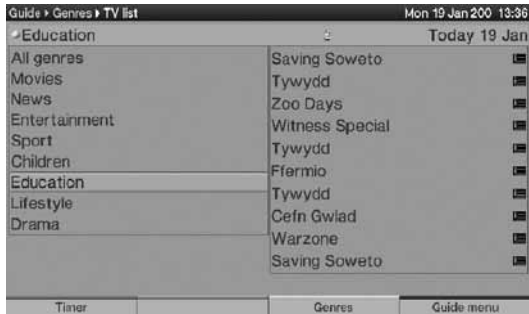 Guide › Genres › TV list Mon 19 Jan 200 13:36
Education Today 19 Jan
All genres
Movies
News
Entertainment
Sport
Children
Education
Lifestyle
Drama
Saving Soweto
Tywydd
Zoo Days
Witness Special
Tywydd
Ffermio
Tywydd
Cefn Gwlad
Warzone
Saving Soweto
Timer Genres Guide menu